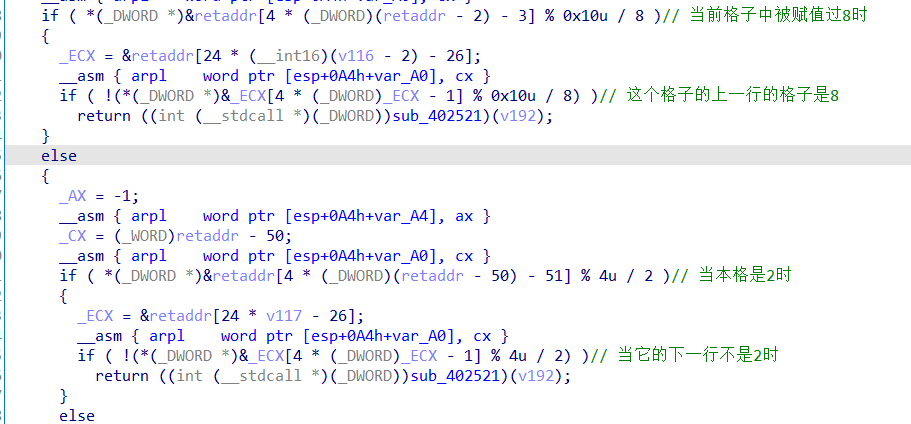 if ( *(_DWORD *)&retaddr[4 * (_DWORD)(retaddr - 2) - 3] % 0x10u / 8 )// 当前格子中被赋值过8时
{
_ECX = &retaddr[24 * (__int16)(v116 - 2) - 26];
__asm { arpl    word ptr [esp+0A4h+var_A0], cx }
if ( !(*(_DWORD *)&_ECX[4 * (_DWORD)_ECX - 1] % 0x10u / 8) )// 这个格子的上一行的格子是8
return ((int (__stdcall *)(_DWORD))sub_402521)(v192);
}
else
{
_AX = -1;
__asm { arpl    word ptr [esp+0A4h+var_A4], ax }
_CX = (_WORD)retaddr - 50;
__asm { arpl    word ptr [esp+0A4h+var_A0], cx }
if ( *(_DWORD *)&retaddr[4 * (_DWORD)(retaddr - 50) - 51] % 4u / 2 )// 当本格是2时
{
_ECX = &retaddr[24 * v117 - 26];
__asm { arpl    word ptr [esp+0A4h+var_A0], cx }
if ( !(*(_DWORD *)&_ECX[4 * (_DWORD)_ECX - 1] % 4u / 2) )// 当它的下一行不是2时
return ((int (__stdcall *)(_DWORD))sub_402521)(v192);
}
else